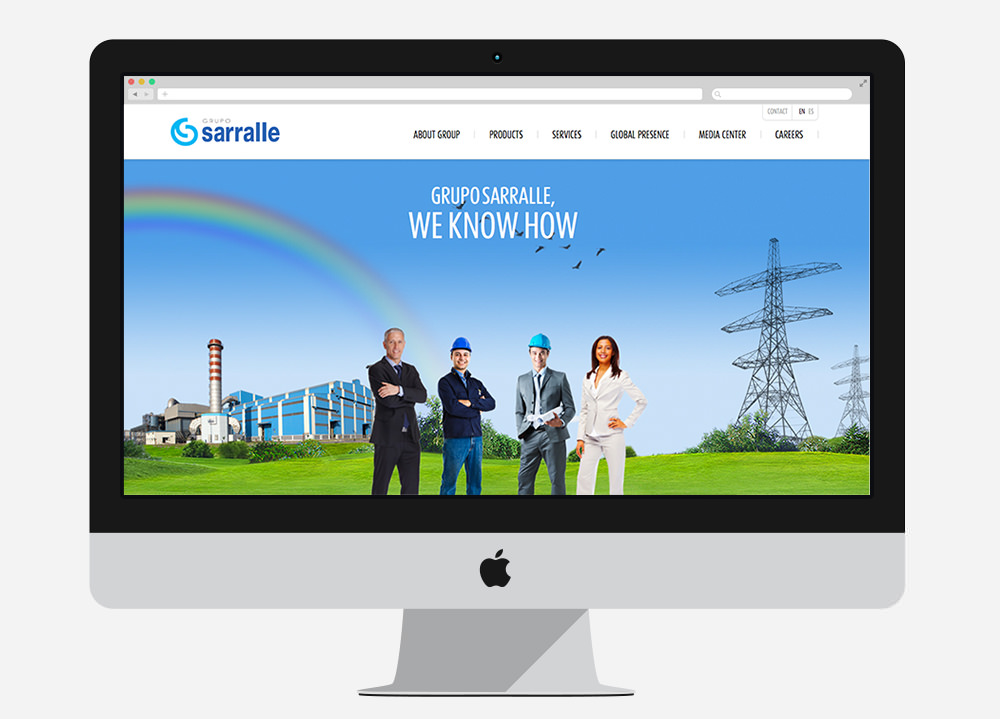 CONTACT EN ES
GRUPO
sarralle
ABOUT GROUP PRODUCTS SERVICES GLOBAL PRESENCE MEDIA CENTER CAREERS
GRUPO SARRALLE,
WE KNOW HOW